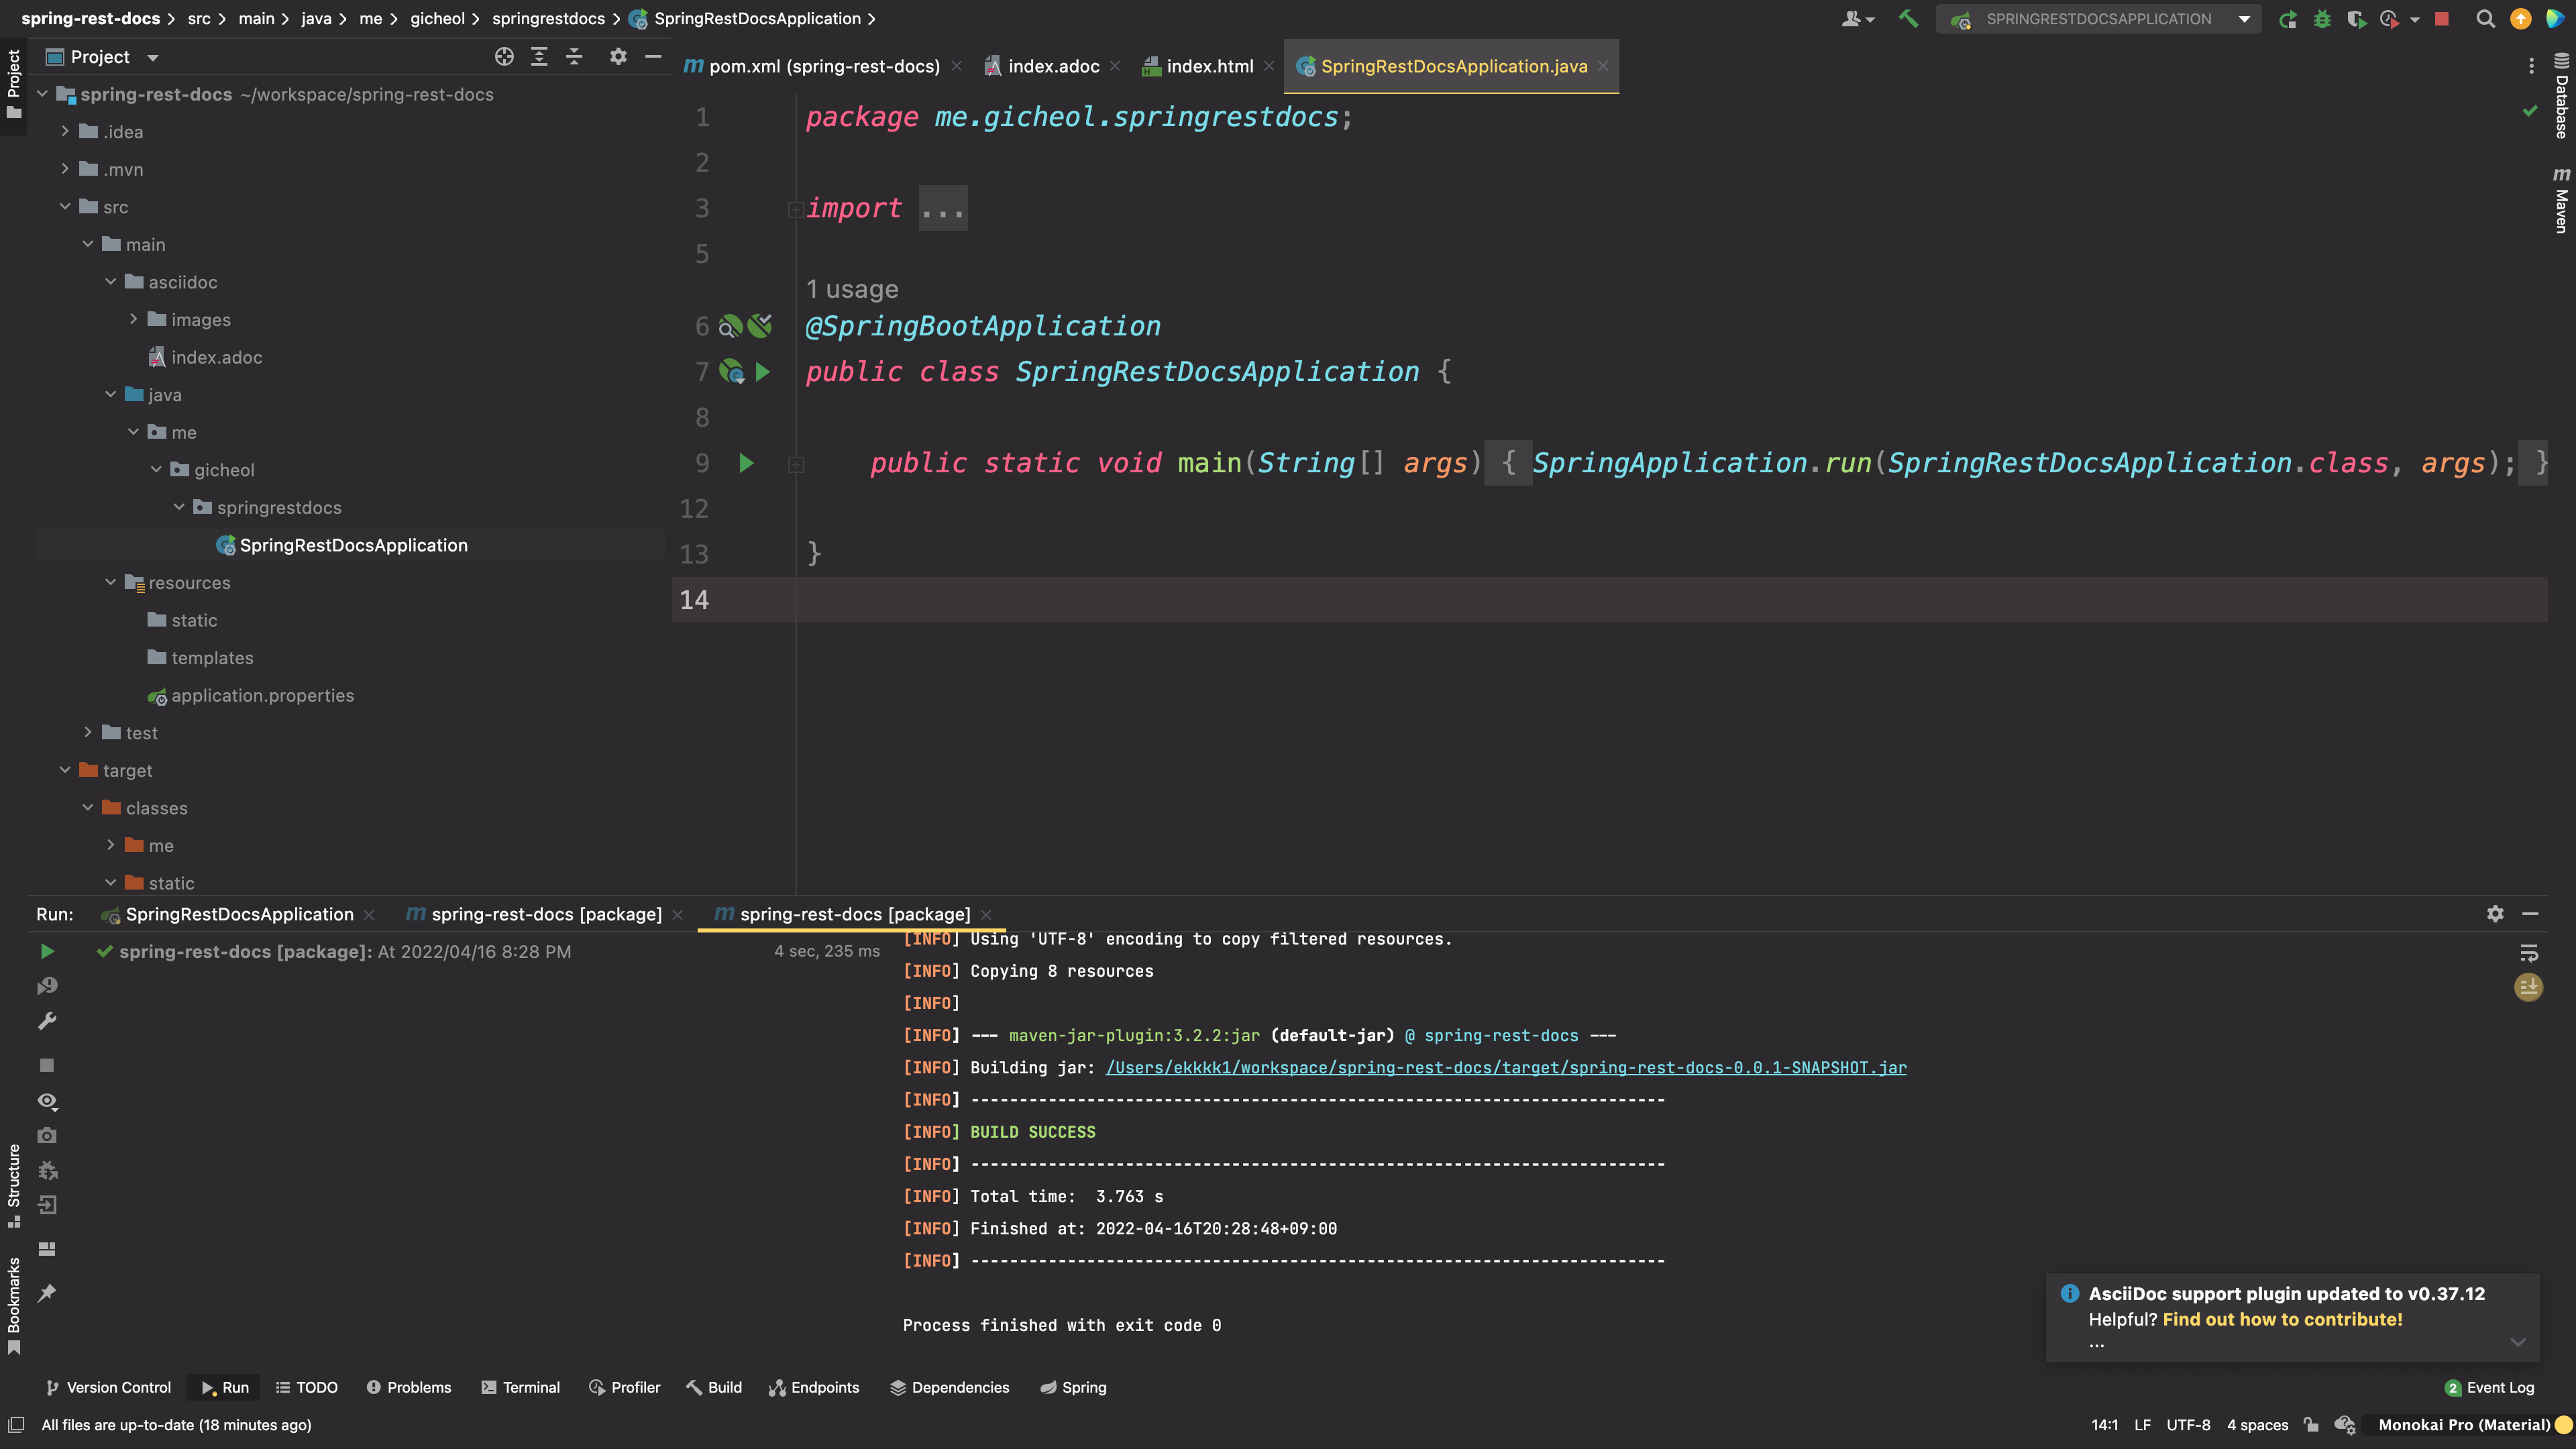 spring-rest-docs > src > main > java > me > gicheol > springrestdocs > SpringRestDocsApplication >
SPRINGRESTDOCSAPPLICATION
Project
Project
spring-rest-docs ~/workspace/spring-rest-docs
.idea
.mvn
src
main
asciidoc
images
index.adoc
java
me
gicheol
springrestdocs
SpringRestDocsApplication
resources
static
templates
application.properties
test
target
classes
me
static
pom.xml (spring-rest-docs)
index.adoc
index.html
SpringRestDocsApplication.java
1 package me.gicheol.springrestdocs;
2
3 import ...
5
1 usage
6 @SpringBootApplication
7 public class SpringRestDocsApplication {
8
9 public static void main(String[] args) { SpringApplication.run(SpringRestDocsApplication.class, args); }
12
13 }
14
Database
Maven
Run: SpringRestDocsApplication
spring-rest-docs [package]
spring-rest-docs [package]
spring-rest-docs [package]: At 2022/04/16 8:28 PM 4 sec, 235 ms
[INFO] Using 'UTF-8' encoding to copy filtered resources.
[INFO] Copying 8 resources
[INFO]
[INFO] --- maven-jar-plugin:3.2.2:jar (default-jar) @ spring-rest-docs ---
[INFO] Building jar: /Users/ekkkk1/workspace/spring-rest-docs/target/spring-rest-docs-0.0.1-SNAPSHOT.jar
[INFO] ------------------------------------------------------------------------
[INFO] BUILD SUCCESS
[INFO] ------------------------------------------------------------------------
[INFO] Total time:  3.763 s
[INFO] Finished at: 2022-04-16T20:28:48+09:00
[INFO] ------------------------------------------------------------------------
Process finished with exit code 0
Structure
Bookmarks
AsciiDoc support plugin updated to v0.37.12
Helpful? Find out how to contribute!
...
Version Control Run TODO Problems Terminal Profiler Build Endpoints Dependencies Spring 2 Event Log
All files are up-to-date (18 minutes ago) 14:1 LF UTF-8 4 spaces Monokai Pro (Material)